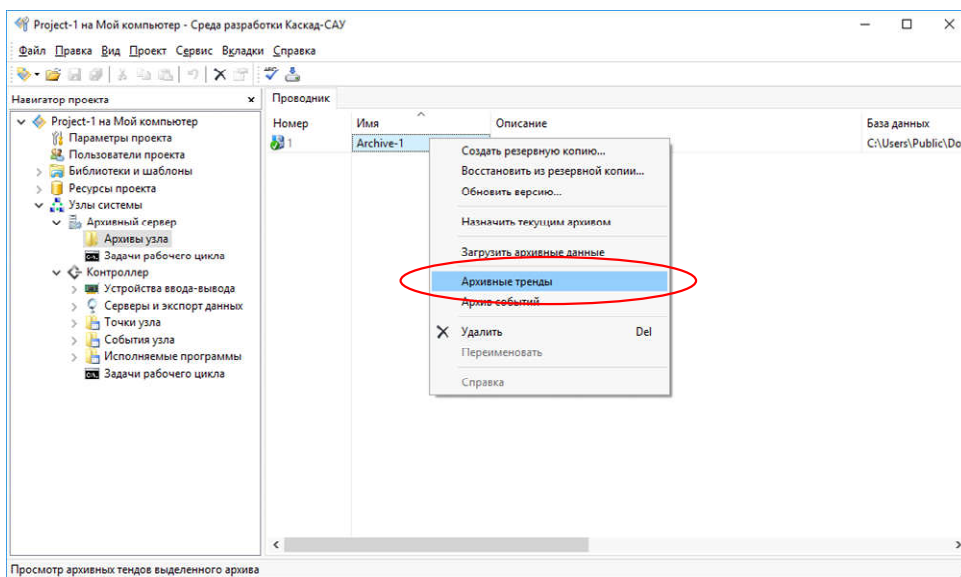 Project-1 на Мой компьютер - Среда разработки Каскад-САУ
Файл Правка Вид Проект Сервис Вкладки Справка
Навигатор проекта
Проводник
Project-1 на Мой компьютер
Параметры проекта
Пользователи проекта
Библиотеки и шаблоны
Ресурсы проекта
Узлы системы
Архивный сервер
Архивы узла
Задачи рабочего цикла
Контроллер
Устройства ввода-вывода
Серверы и экспорт данных
Точки узла
События узла
Исполняемые программы
Задачи рабочего цикла
Номер Имя Описание База данных
1 Archive-1 C:\Users\Public\Do
Создать резервную копию...
Восстановить из резервной копии...
Обновить версию...
Назначить текущим архивом
Загрузить архивные данные
Архивные тренды
Архив событий
Удалить Del
Переименовать
Справка
Просмотр архивных тендов выделенного архива